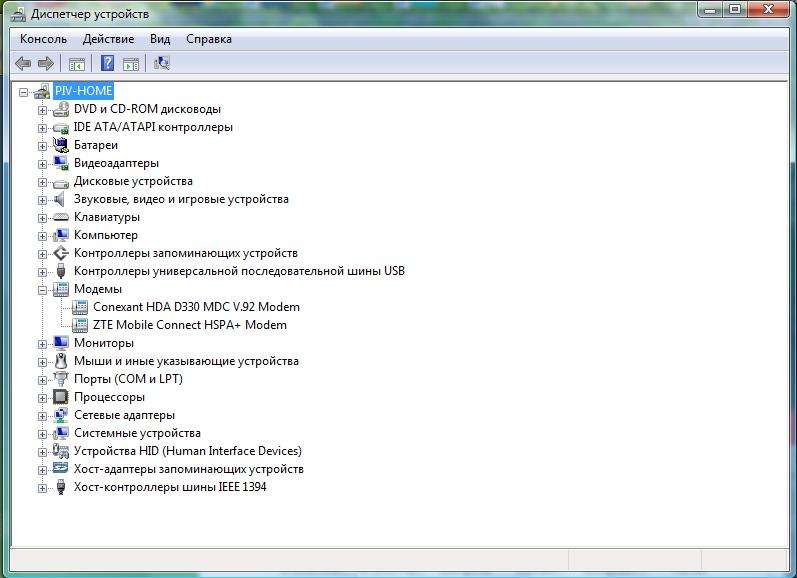 Диспетчер устройств
Консоль Действие Вид Справка
PIV-HOME
DVD и CD-ROM дисководы
IDE ATA/ATAPI контроллеры
Батареи
Видеоадаптеры
Дисковые устройства
Звуковые, видео и игровые устройства
Клавиатуры
Компьютер
Контроллеры запоминающих устройств
Контроллеры универсальной последовательной шины USB
Модемы
Conexant HDA D330 MDC V.92 Modem
ZTE Mobile Connect HSPA+ Modem
Мониторы
Мыши и иные указывающие устройства
Порты (COM и LPT)
Процессоры
Сетевые адаптеры
Системные устройства
Устройства HID (Human Interface Devices)
Хост-адаптеры запоминающих устройств
Хост-контроллеры шины IEEE 1394